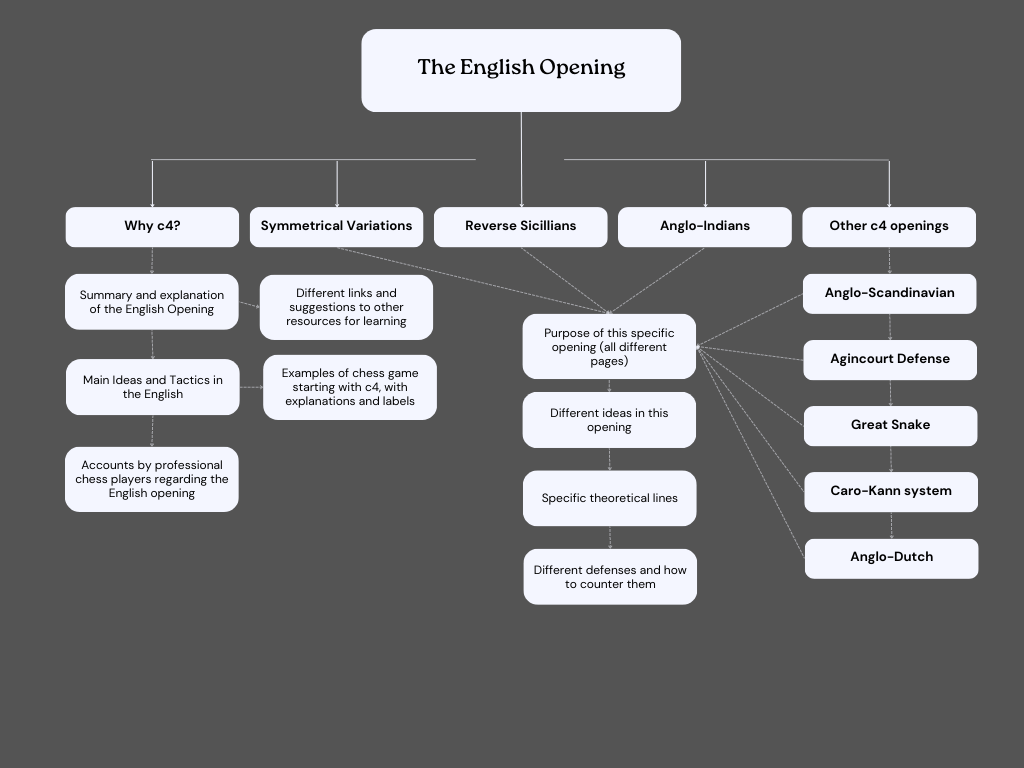 The English Opening
Why c4?
Symmetrical Variations
Reverse Sicillians
Anglo-Indians
Other c4 openings
Summary and explanation
of the English Opening
Different links and
suggestions to other
resources for learning
Main Ideas and Tactics in
the English
Examples of chess game
starting with c4, with
explanations and labels
Accounts by professional
chess players regarding the
English opening
Purpose of this specific
opening (all different
pages)
Different ideas in this
opening
Specific theoretical lines
Different defenses and how
to counter them
Anglo-Scandinavian
Agincourt Defense
Great Snake
Caro-Kann system
Anglo-Dutch